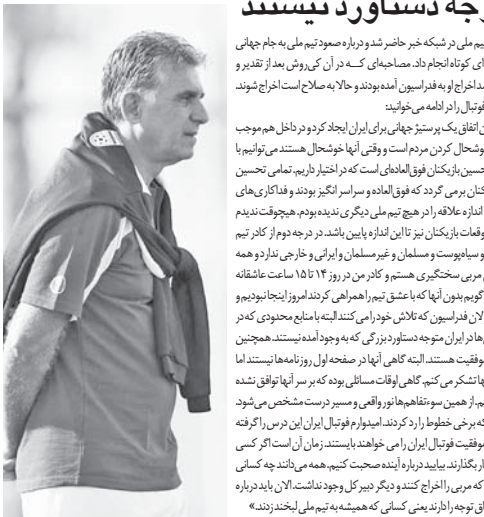 وجه دستاورد نیستند
یم ملی در شبکه خبر حاضر شد و درباره صعود تیم ملی به جام جهانی
ای کوتاه انجام داد. مصاحبه‌ای کــه در آن کی‌روش بعد از تقدیر و
مد اخراج او به فدراسیون آمده بودند و حالا به صلاح است اخراج شوند.
فوتبال را در ادامه می‌خوانید:
ن اتفاق یک پرستیژ جهانی برای ایران ایجاد کرد و در داخل هم موجب
خوشحال کردن مردم است و وقتی آنها خوشحال هستند می‌توانیم با
حسین بازیکنان فوق‌العاده‌ای است که در اختیار داریم. تمامی تحسین
کنان برمی گردد که فوق‌العاده و سراسر انگیز بودند و فداکاری‌های
اندازه علاقه را در هیچ تیم ملی دیگری ندیده بودم. هیچوقت ندیدم
وقعات بازیکنان نیز تا این اندازه پایین باشد. در درجه دوم از کادر تیم
و سیاه‌پوست و مسلمان و غیرمسلمان و ایرانی و خارجی ندارد و همه
مربی سختگیری هستم و کادر من در روز ۱۴ تا ۱۵ ساعت عاشقانه
گویم بدون آنها که با عشق تیم را همراهی کردند امروز اینجا نبودیم و
الان فدراسیون که تلاش خود را می کنند البته با منابع محدودی که در
ها در ایران متوجه دستاورد بزرگی که به وجود آمده نیستند. همچنین
موفقیت هستند. البته گاهی آنها در صفحه اول روزنامه‌ها نیستند اما
ها تشکر می کنم. گاهی اوقات مسائلی بوده که بر سر آنها توافق نشده
م. از همین سوءتفاهم‌ها نور واقعی و مسیر درست مشخص می‌شود.
که برخی خطوط را رد کردند. امیدوارم فوتبال ایران این درس را گرفته
موفقیت فوتبال ایران را می خواهند بایستند. زمان آن است اگر کسی
ار بگذارند. بیایید درباره آینده صحبت کنیم. همه می‌دانند چه کسانی
که مربی را اخراج کنند و دیگر دبیر کل وجود نداشت. الان باید درباره
اق توجه را دارند یعنی کسانی که همیشه به تیم ملی لبخند زدند.»